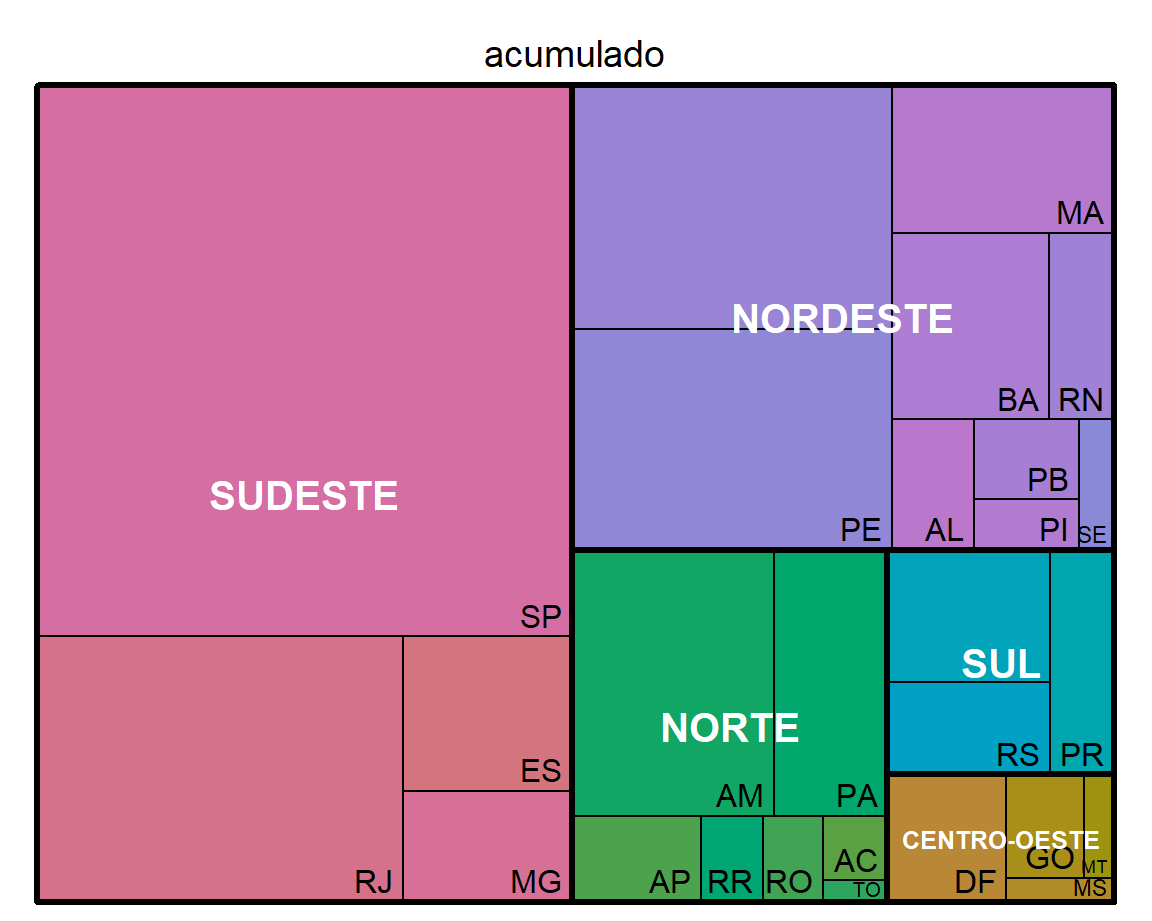 acumulado
MA
NORDESTE
BA
RN
SUDESTE
PB
AL
PI
SE
PE
SP
SUL
NORTE
RS
PR
ES
AM
PA
CENTRO-OESTE
GO
MT
AC
RJ
MG
AP
RR
RO
TO
DF
MS